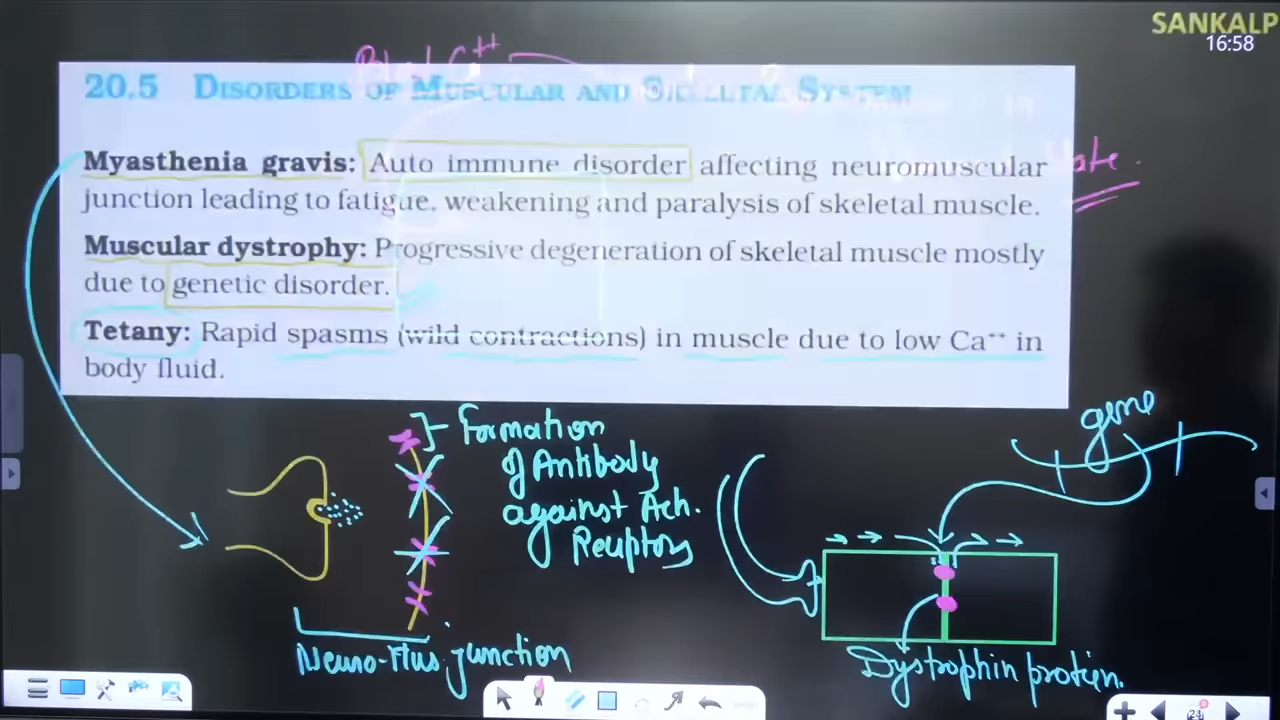 SANKALP
16:58
Ca++
20.5 DISORDERS OF MUSCULAR AND SKELETAL SYSTEM
Myasthenia gravis: Auto immune disorder affecting neuromuscular
junction leading to fatigue, weakening and paralysis of skeletal muscle.
Muscular dystrophy: Progressive degeneration of skeletal muscle mostly
due to genetic disorder.
Tetany: Rapid spasms (wild contractions) in muscle due to low Ca++ in
body fluid.
gene
Formation
of Antibody
against Ach.
Receptors
Neuro-Mus. junction
Dystrophin protein.